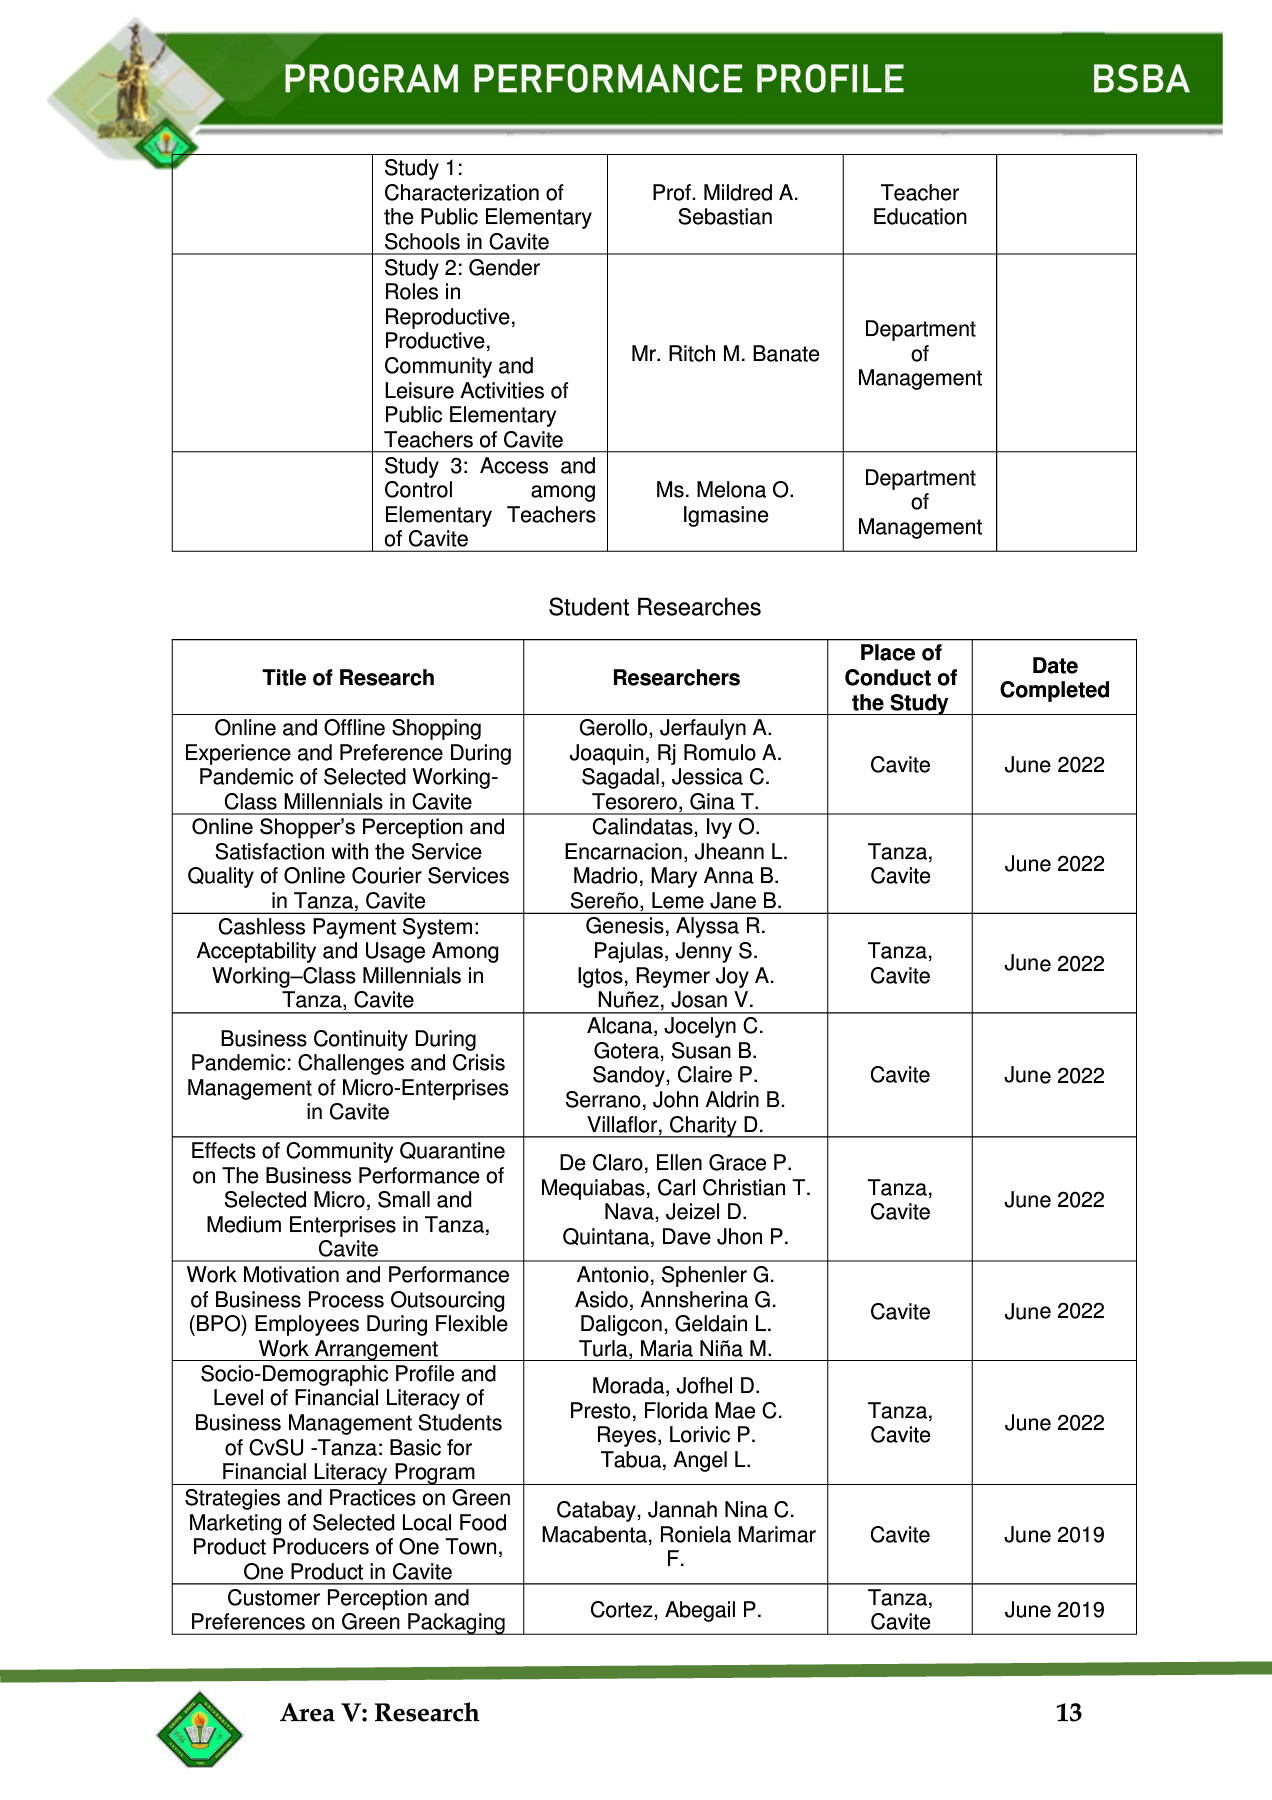 PROGRAM PERFORMANCE PROFILE BSBA
Study 1:
Characterization of
the Public Elementary
Schools in Cavite
Prof. Mildred A.
Sebastian
Teacher
Education
Study 2: Gender
Roles in
Reproductive,
Productive,
Community and
Leisure Activities of
Public Elementary
Teachers of Cavite
Mr. Ritch M. Banate
Department
of
Management
Study 3: Access and
Control among
Elementary Teachers
of Cavite
Ms. Melona O.
Igmasine
Department
of
Management
Student Researches
Title of Research
Researchers
Place of
Conduct of
the Study
Date
Completed
Online and Offline Shopping
Experience and Preference During
Pandemic of Selected Working-
Class Millennials in Cavite
Gerollo, Jerfaulyn A.
Joaquin, Rj Romulo A.
Sagadal, Jessica C.
Tesorero, Gina T.
Cavite
June 2022
Online Shopper’s Perception and
Satisfaction with the Service
Quality of Online Courier Services
in Tanza, Cavite
Calindatas, Ivy O.
Encarnacion, Jheann L.
Madrio, Mary Anna B.
Sereño, Leme Jane B.
Tanza,
Cavite
June 2022
Cashless Payment System:
Acceptability and Usage Among
Working–Class Millennials in
Tanza, Cavite
Genesis, Alyssa R.
Pajulas, Jenny S.
Igtos, Reymer Joy A.
Nuñez, Josan V.
Tanza,
Cavite
June 2022
Business Continuity During
Pandemic: Challenges and Crisis
Management of Micro-Enterprises
in Cavite
Alcana, Jocelyn C.
Gotera, Susan B.
Sandoy, Claire P.
Serrano, John Aldrin B.
Villaflor, Charity D.
Cavite
June 2022
Effects of Community Quarantine
on The Business Performance of
Selected Micro, Small and
Medium Enterprises in Tanza,
Cavite
De Claro, Ellen Grace P.
Mequiabas, Carl Christian T.
Nava, Jeizel D.
Quintana, Dave Jhon P.
Tanza,
Cavite
June 2022
Work Motivation and Performance
of Business Process Outsourcing
(BPO) Employees During Flexible
Work Arrangement
Antonio, Sphenler G.
Asido, Annsherina G.
Daligcon, Geldain L.
Turla, Maria Niña M.
Cavite
June 2022
Socio-Demographic Profile and
Level of Financial Literacy of
Business Management Students
of CvSU -Tanza: Basic for
Financial Literacy Program
Morada, Jofhel D.
Presto, Florida Mae C.
Reyes, Lorivic P.
Tabua, Angel L.
Tanza,
Cavite
June 2022
Strategies and Practices on Green
Marketing of Selected Local Food
Product Producers of One Town,
One Product in Cavite
Catabay, Jannah Nina C.
Macabenta, Roniela Marimar
F.
Cavite
June 2019
Customer Perception and
Preferences on Green Packaging
Cortez, Abegail P.
Tanza,
Cavite
June 2019
Area V: Research 13